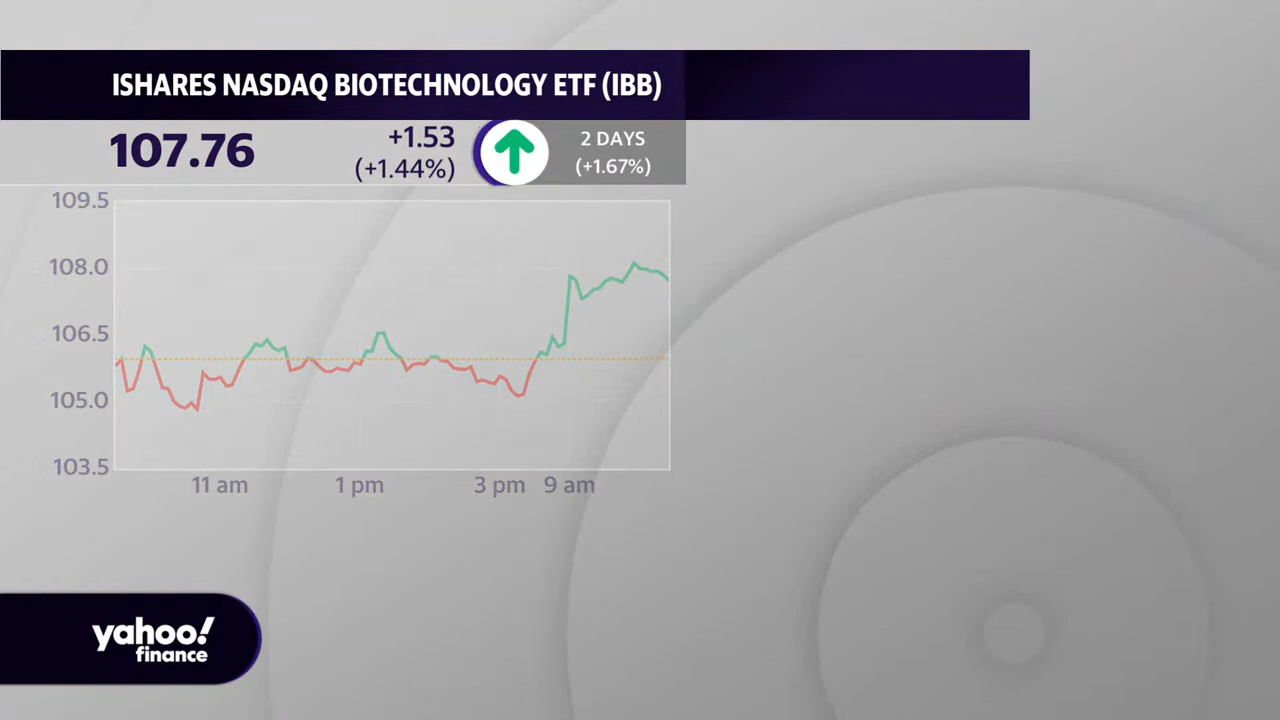 ISHARES NASDAQ BIOTECHNOLOGY ETF (IBB)
107.76
+1.53
(+1.44%)
2 DAYS
(+1.67%)
109.5
108.0
106.5
105.0
103.5
11 am
1 pm
3 pm
9 am
yahoo!
finance